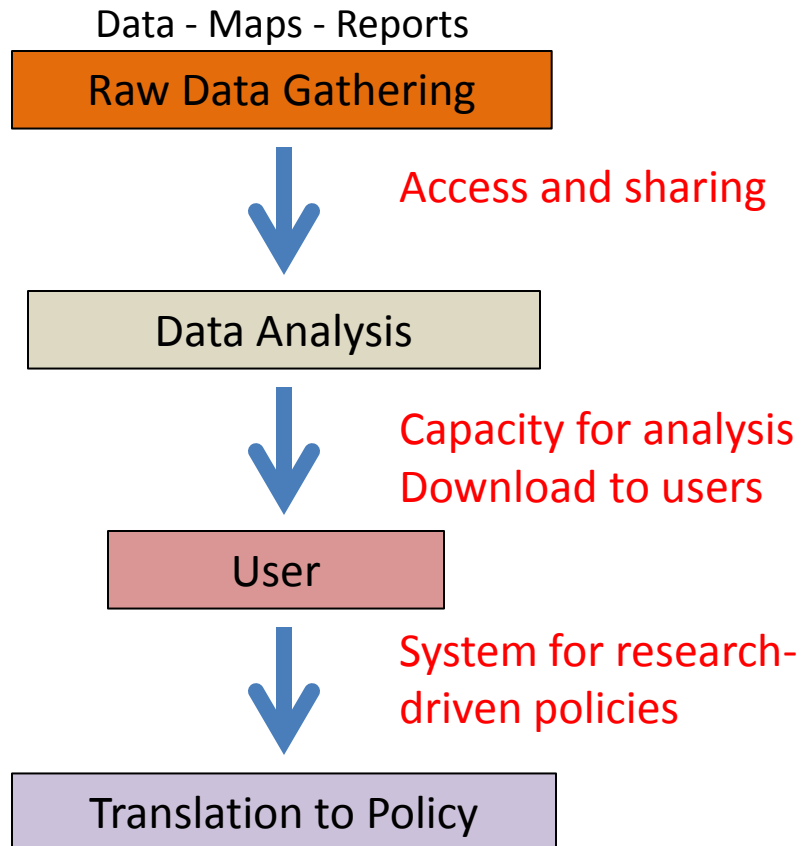 Data - Maps - Reports
Raw Data Gathering
Access and sharing
Data Analysis
Capacity for analysis
Download to users
User
System for research-
driven policies
Translation to Policy